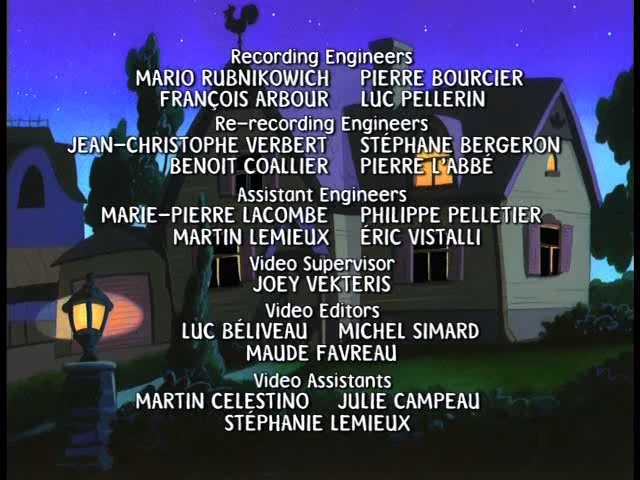 Recording Engineers
MARIO RUBNIKOWICH PIERRE BOURCIER
FRANÇOIS ARBOUR LUC PELLERIN
Re-recording Engineers
JEAN-CHRISTOPHE VERBERT STÉPHANE BERGERON
BENOIT COALLIER PIERRE L'ABBÉ
Assistant Engineers
MARIE-PIERRE LACOMBE PHILIPPE PELLETIER
MARTIN LEMIEUX ÉRIC VISTALLI
Video Supervisor
JOEY VEKTERIS
Video Editors
LUC BÉLIVEAU MICHEL SIMARD
MAUDE FAVREAU
Video Assistants
MARTIN CELESTINO JULIE CAMPEAU
STÉPHANIE LEMIEUX